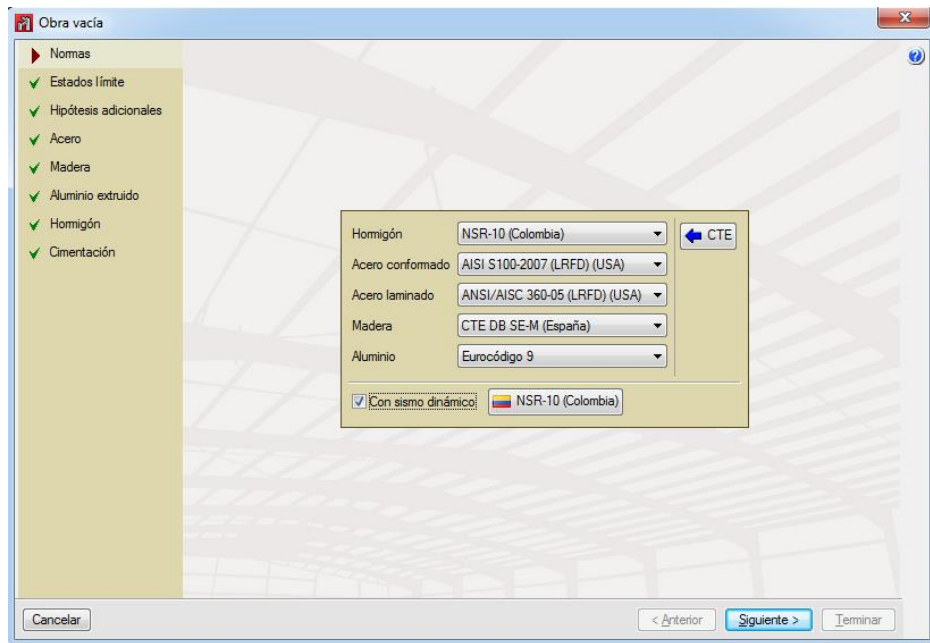 Obra vacía
Normas
Estados límite
Hipótesis adicionales
Acero
Madera
Aluminio extruido
Hormigón
Cimentación
Hormigón NSR-10 (Colombia) CTE
Acero conformado AISI S100-2007 (LRFD) (USA)
Acero laminado ANSI/AISC 360-05 (LRFD) (USA)
Madera CTE DB SE-M (España)
Aluminio Eurocódigo 9
Con sismo dinámico NSR-10 (Colombia)
Cancelar < Anterior Siguiente > Terminar